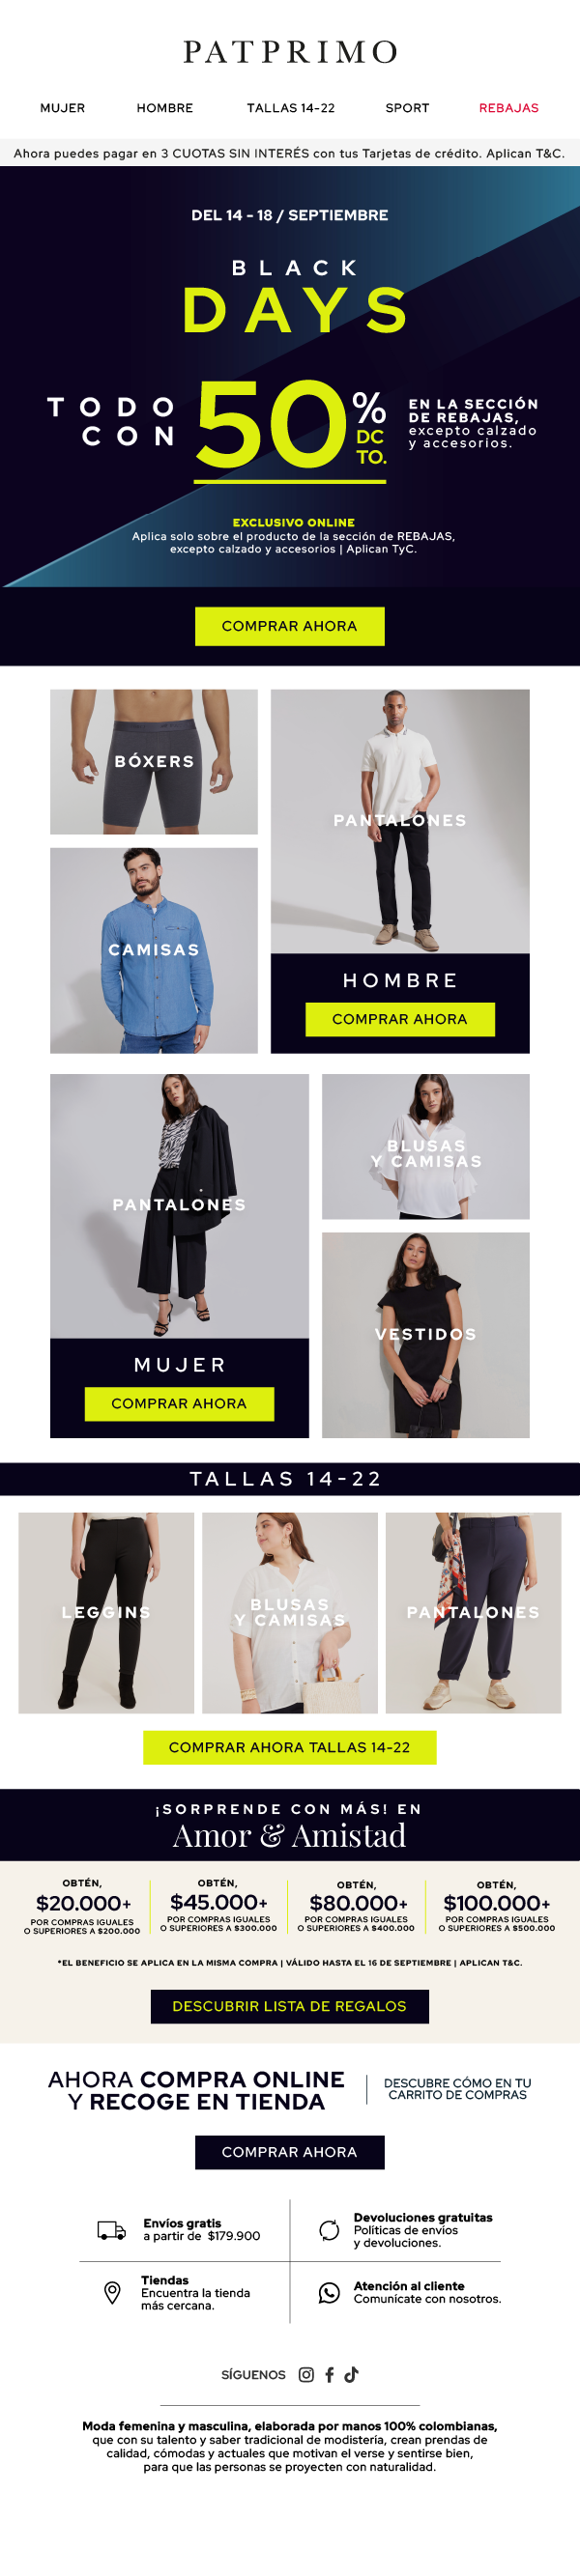 PATPRIMO
MUJER HOMBRE TALLAS 14-22 SPORT REBAJAS
Ahora puedes pagar en 3 CUOTAS SIN INTERÉS con tus Tarjetas de crédito. Aplican T&C.
DEL 14 - 18 / SEPTIEMBRE
BLACK
DAYS
TODO
CON
50%
DC
TO.
EN LA SECCIÓN
DE REBAJAS,
excepto calzado
y accesorios.
EXCLUSIVO ONLINE
Aplica solo sobre el producto de la sección de REBAJAS,
excepto calzado y accesorios | Aplican TyC.
COMPRAR AHORA
BÓXERS
CAMISAS
PANTALONES
HOMBRE
COMPRAR AHORA
PANTALONES
MUJER
COMPRAR AHORA
BLUSAS
Y CAMISAS
VESTIDOS
TALLAS 14-22
LEGGINS
BLUSAS
Y CAMISAS
PANTALONES
COMPRAR AHORA TALLAS 14-22
¡SORPRENDE CON MÁS! EN
Amor & Amistad
OBTÉN,
$20.000+
POR COMPRAS IGUALES
O SUPERIORES A $200.000
OBTÉN,
$45.000+
POR COMPRAS IGUALES
O SUPERIORES A $300.000
OBTÉN,
$80.000+
POR COMPRAS IGUALES
O SUPERIORES A $400.000
OBTÉN,
$100.000+
POR COMPRAS IGUALES
O SUPERIORES A $500.000
*EL BENEFICIO SE APLICA EN LA MISMA COMPRA | VÁLIDO HASTA EL 16 DE SEPTIEMBRE | APLICAN T&C.
DESCUBRIR LISTA DE REGALOS
AHORA COMPRA ONLINE
Y RECOGE EN TIENDA
DESCUBRE CÓMO EN TU
CARRITO DE COMPRAS
COMPRAR AHORA
Envíos gratis
a partir de $179.900
Devoluciones gratuitas
Políticas de envíos
y devoluciones.
Tiendas
Encuentra la tienda
más cercana.
Atención al cliente
Comunícate con nosotros.
SÍGUENOS
Moda femenina y masculina, elaborada por manos 100% colombianas,
que con su talento y saber tradicional de modistería, crean prendas de
calidad, cómodas y actuales que motivan el verse y sentirse bien,
para que las personas se proyecten con naturalidad.